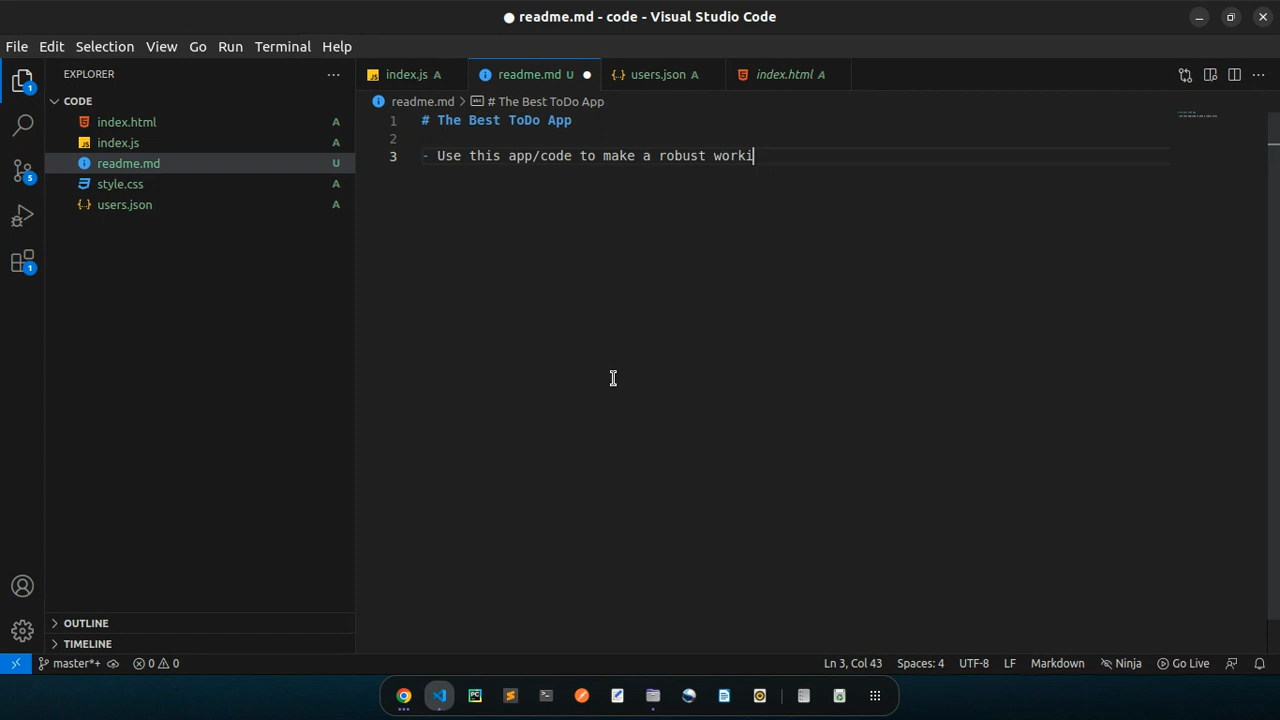 readme.md - code - Visual Studio Code
File Edit Selection View Go Run Terminal Help
EXPLORER
index.js A
readme.md U
users.json A
index.html A
CODE
readme.md > # The Best ToDo App
index.html A
index.js A
readme.md U
style.css A
users.json A
1 # The Best ToDo App
2
3 - Use this app/code to make a robust worki
1
5
1
OUTLINE
TIMELINE
master*+ 0 0 Ln 3, Col 43 Spaces: 4 UTF-8 LF Markdown Ninja Go Live